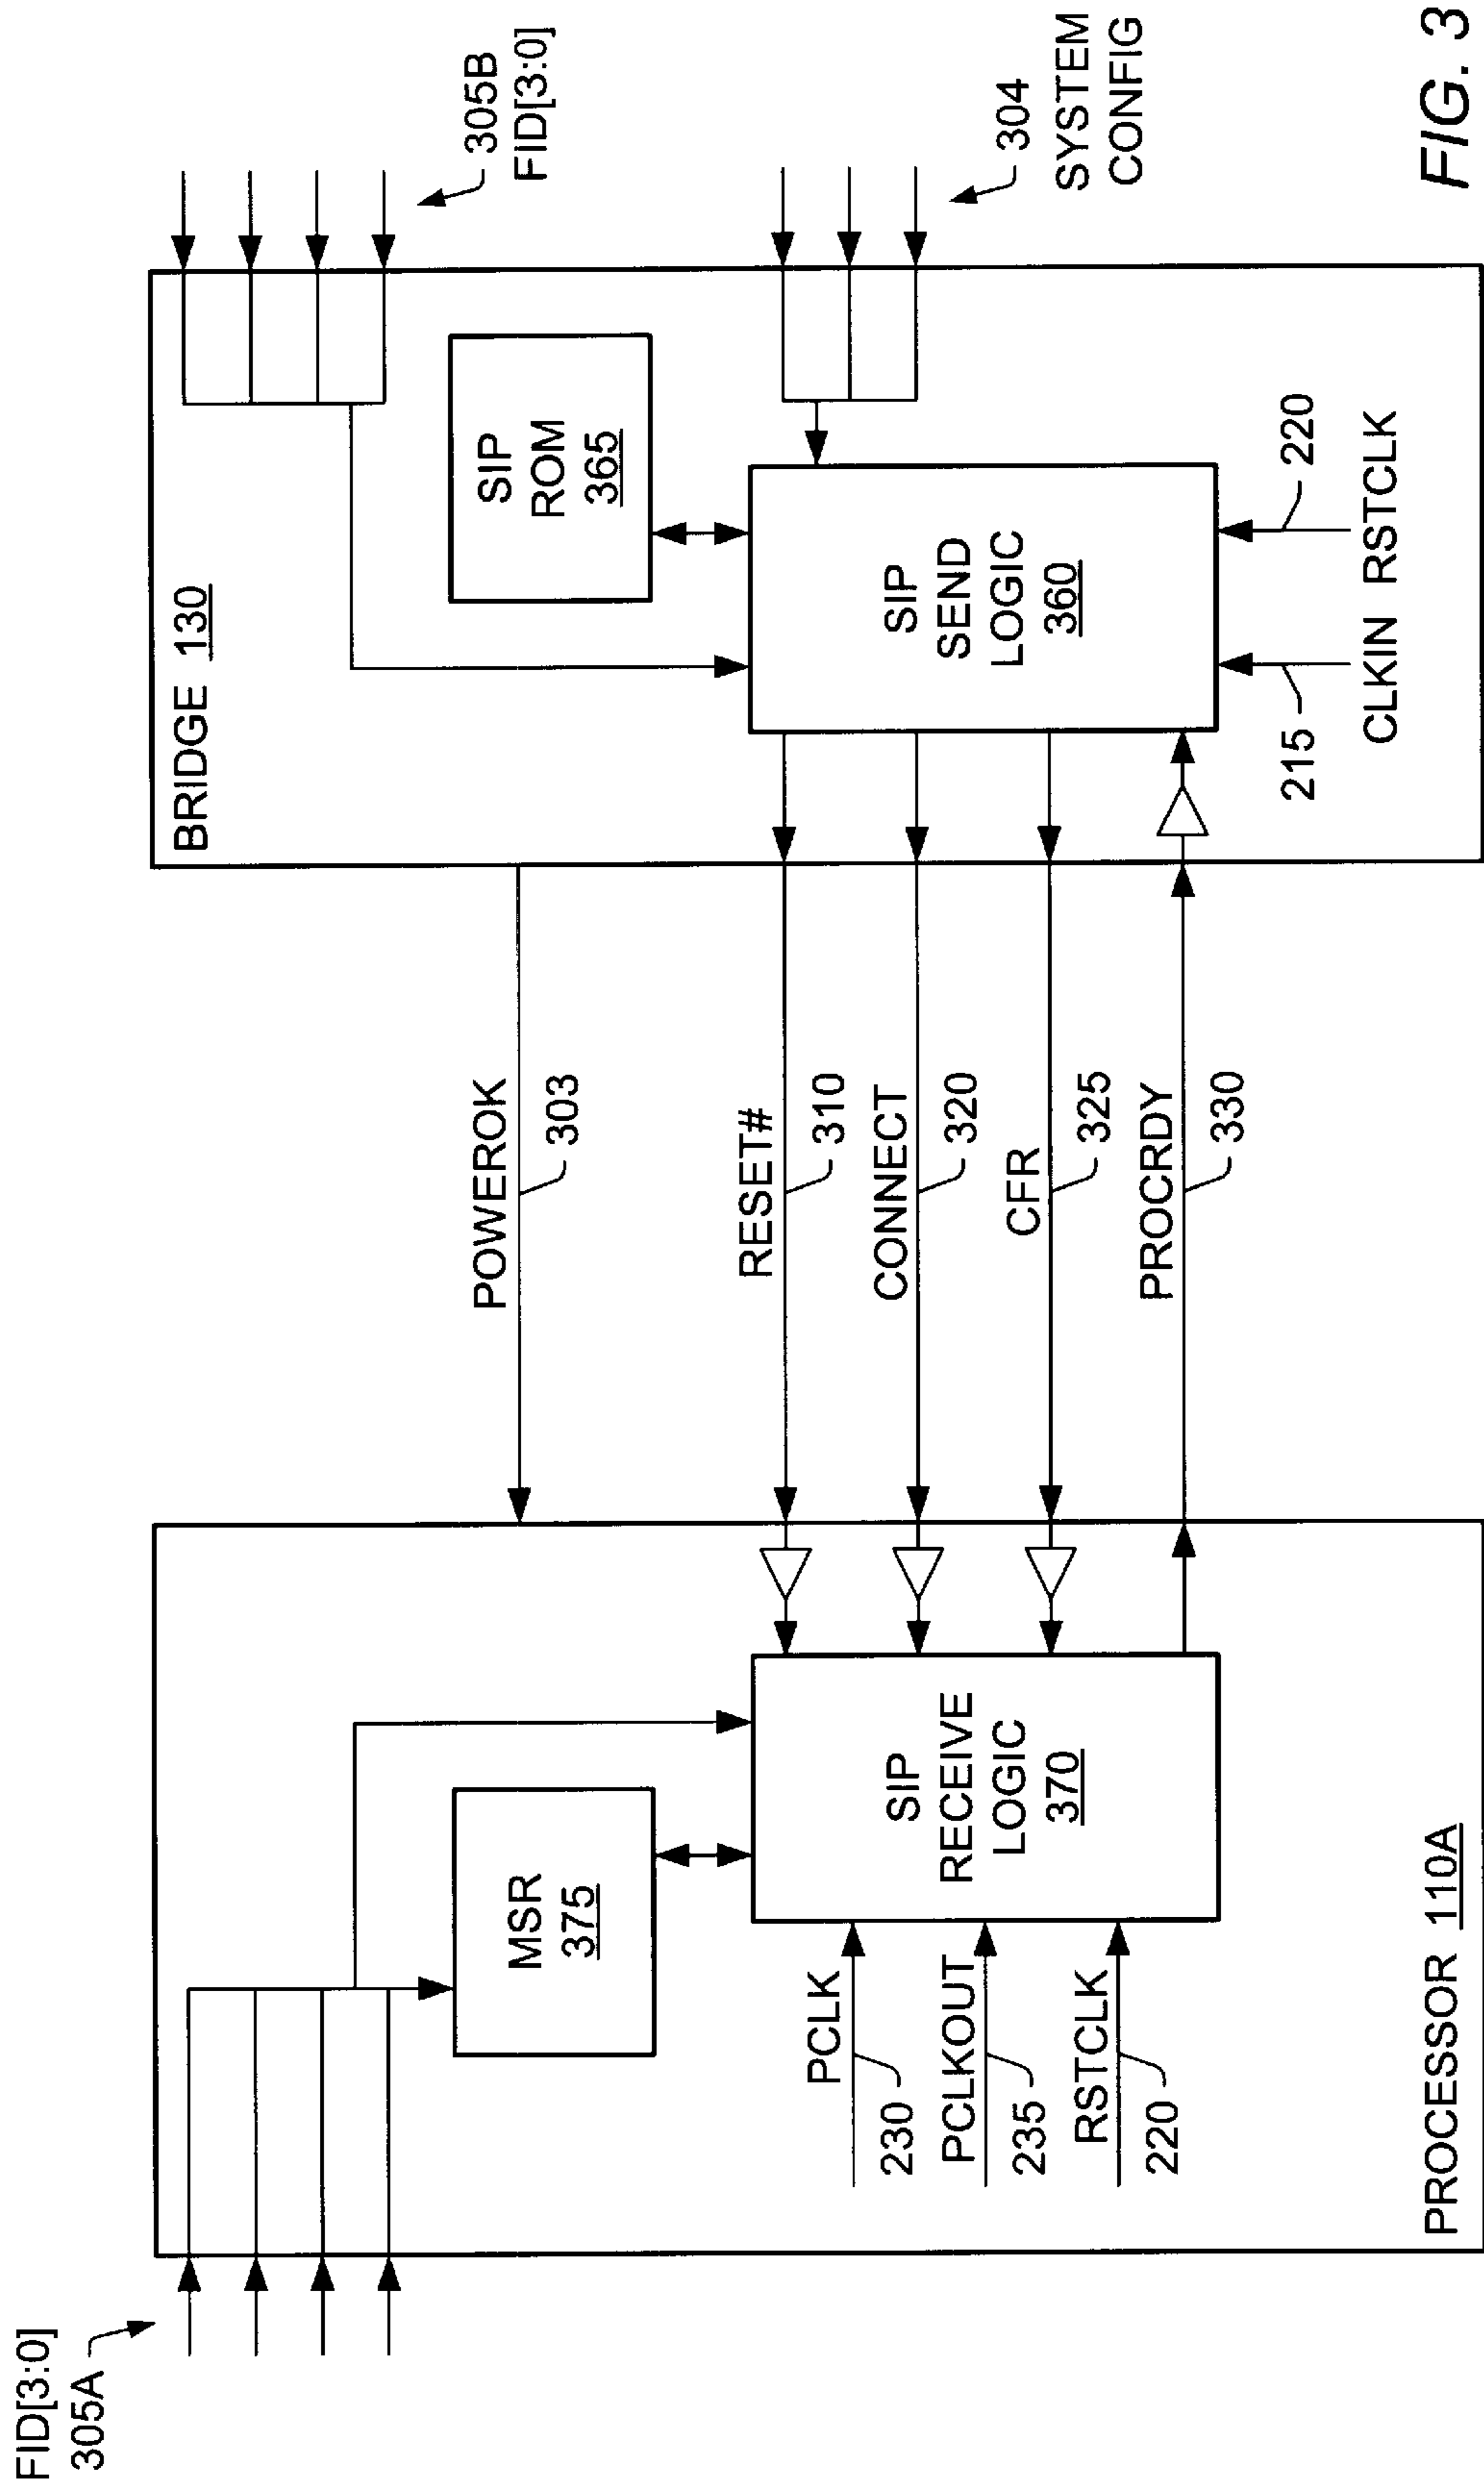 FID[3:0]
305A
PROCESSOR 110A
MSR
375
SIP
RECEIVE
LOGIC
370
PCLK
230
PCLKOUT
235
RSTCLK
220
POWEROK
303
RESET#
310
CONNECT
320
CFR
325
PROCRDY
330
BRIDGE 130
SIP
ROM
365
SIP
SEND
LOGIC
360
215
220
CLKIN RSTCLK
305B
FID[3:0]
304
SYSTEM
CONFIG
FIG. 3